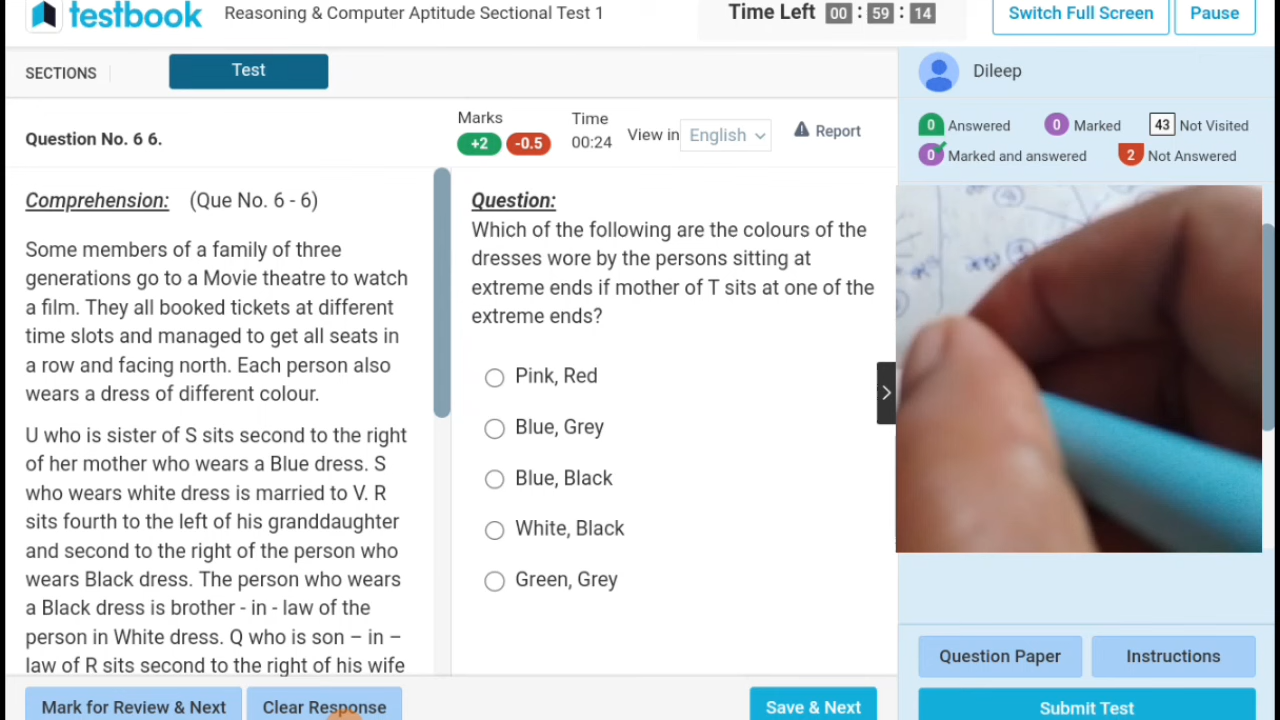 testbook
Reasoning & Computer Aptitude Sectional Test 1
Time Left 00 : 59 : 14
Switch Full Screen
Pause
SECTIONS
Test
Dileep
Question No. 6 6.
Marks
+2 -0.5
Time
00:24
View in English
Report
0 Answered
0 Marked
43 Not Visited
0 Marked and answered
2 Not Answered
Comprehension: (Que No. 6 - 6)
Some members of a family of three
generations go to a Movie theatre to watch
a film. They all booked tickets at different
time slots and managed to get all seats in
a row and facing north. Each person also
wears a dress of different colour.
U who is sister of S sits second to the right
of her mother who wears a Blue dress. S
who wears white dress is married to V. R
sits fourth to the left of his granddaughter
and second to the right of the person who
wears Black dress. The person who wears
a Black dress is brother - in - law of the
person in White dress. Q who is son – in –
law of R sits second to the right of his wife
Question:
Which of the following are the colours of the
dresses wore by the persons sitting at
extreme ends if mother of T sits at one of the
extreme ends?
Pink, Red
Blue, Grey
Blue, Black
White, Black
Green, Grey
Question Paper
Instructions
Mark for Review & Next
Clear Response
Save & Next
Submit Test